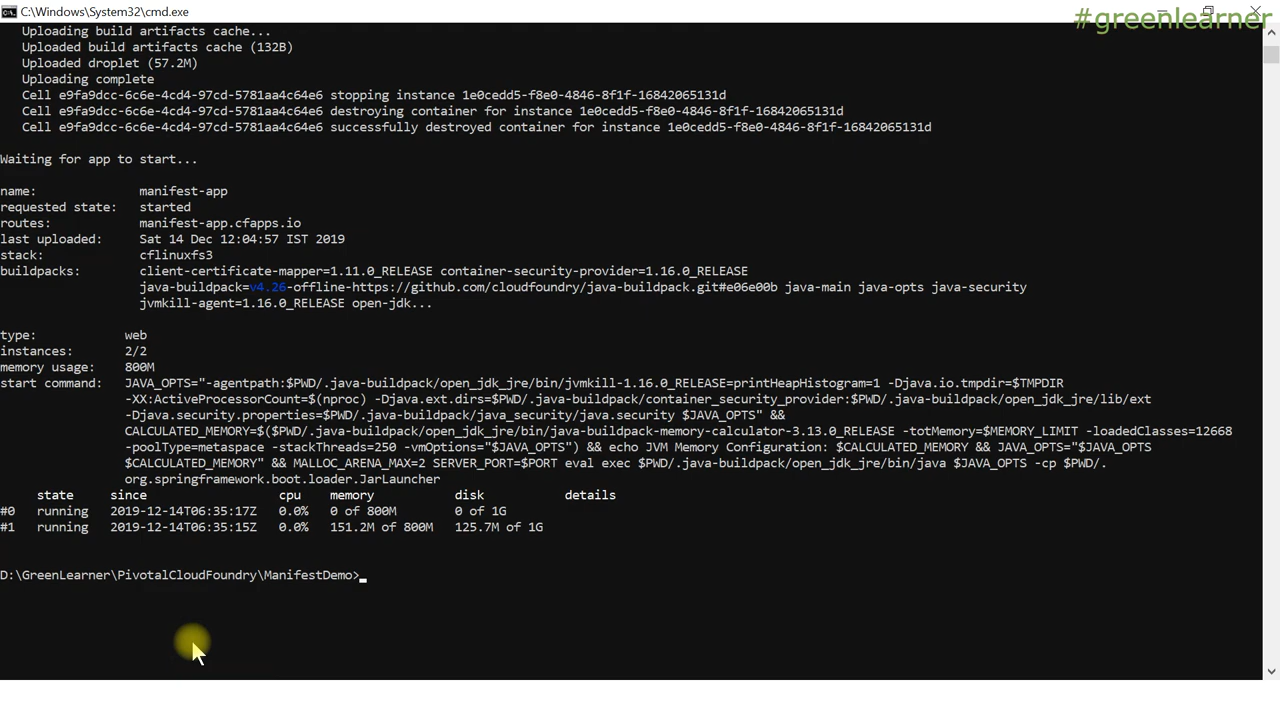 C:\Windows\System32\cmd.exe
#greenlearner
Uploading build artifacts cache...
Uploaded build artifacts cache (132B)
Uploaded droplet (57.2M)
Uploading complete
Cell e9fa9dcc-6c6e-4cd4-97cd-5781aa4c64e6 stopping instance 1e0cedd5-f8e0-4846-8f1f-16842065131d
Cell e9fa9dcc-6c6e-4cd4-97cd-5781aa4c64e6 destroying container for instance 1e0cedd5-f8e0-4846-8f1f-16842065131d
Cell e9fa9dcc-6c6e-4cd4-97cd-5781aa4c64e6 successfully destroyed container for instance 1e0cedd5-f8e0-4846-8f1f-16842065131d
Waiting for app to start...
name: manifest-app
requested state: started
routes: manifest-app.cfapps.io
last uploaded: Sat 14 Dec 12:04:57 IST 2019
stack: cflinuxfs3
buildpacks: client-certificate-mapper=1.11.0_RELEASE container-security-provider=1.16.0_RELEASE
java-buildpack=v4.26-offline-https://github.com/cloudfoundry/java-buildpack.git#e06e00b java-main java-opts java-security
jvmkill-agent=1.16.0_RELEASE open-jdk...
type: web
instances: 2/2
memory usage: 800M
start command: JAVA_OPTS="-agentpath:$PWD/.java-buildpack/open_jdk_jre/bin/jvmkill-1.16.0_RELEASE=printHeapHistogram=1 -Djava.io.tmpdir=$TMPDIR
-XX:ActiveProcessorCount=$(nproc) -Djava.ext.dirs=$PWD/.java-buildpack/container_security_provider:$PWD/.java-buildpack/open_jdk_jre/lib/ext
-Djava.security.properties=$PWD/.java-buildpack/java_security/java.security $JAVA_OPTS" &&
CALCULATED_MEMORY=$($PWD/.java-buildpack/open_jdk_jre/bin/java-buildpack-memory-calculator-3.13.0_RELEASE -totMemory=$MEMORY_LIMIT -loadedClasses=12668
-poolType=metaspace -stackThreads=250 -vmOptions="$JAVA_OPTS") && echo JVM Memory Configuration: $CALCULATED_MEMORY && JAVA_OPTS="$JAVA_OPTS
$CALCULATED_MEMORY" && MALLOC_ARENA_MAX=2 SERVER_PORT=$PORT eval exec $PWD/.java-buildpack/open_jdk_jre/bin/java $JAVA_OPTS -cp $PWD/.
org.springframework.boot.loader.JarLauncher
state since cpu memory disk details
#0 running 2019-12-14T06:35:17Z 0.0% 0 of 800M 0 of 1G
#1 running 2019-12-14T06:35:15Z 0.0% 151.2M of 800M 125.7M of 1G
D:\GreenLearner\PivotalCloudFoundry\ManifestDemo>